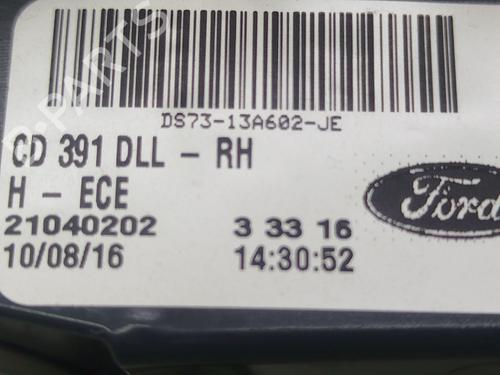 DS73-13A602-JE
CD 391 DLL - RH
H - ECE
21040202 3 33 16
10/08/16 14:30:52
Ford
B-PARTS